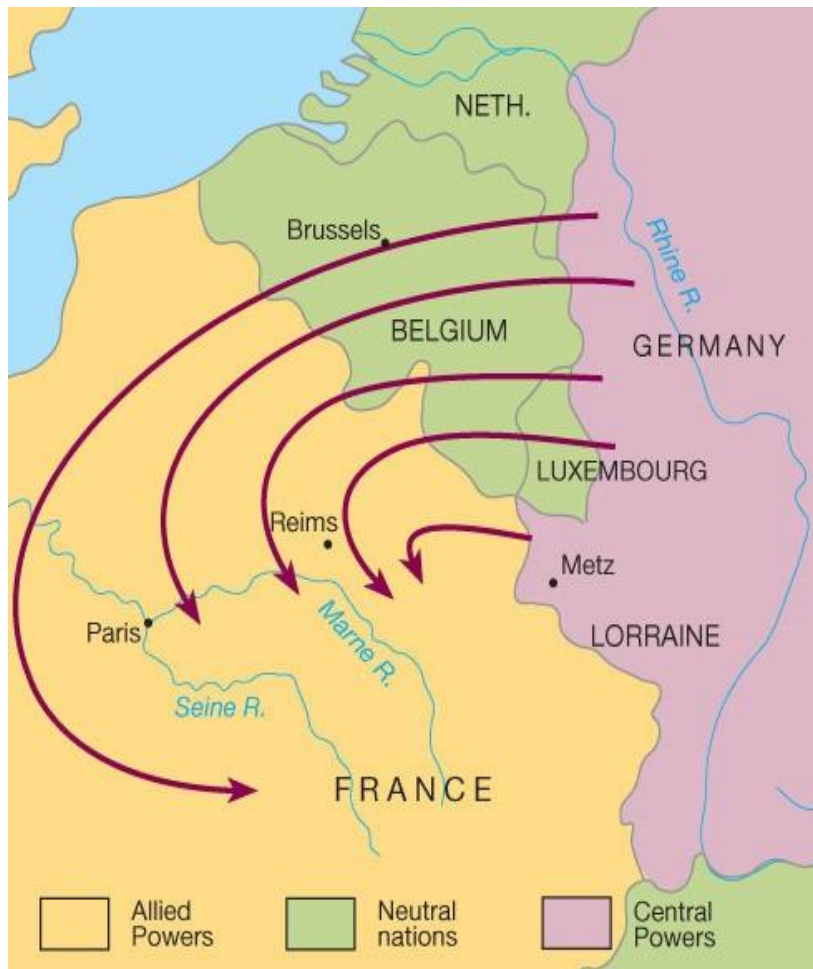 NETH.
Brussels
Rhine R.
BELGIUM
GERMANY
LUXEMBOURG
Reims
Metz
Paris
Marne R.
LORRAINE
Seine R.
FRANCE
Allied
Powers
Neutral
nations
Central
Powers